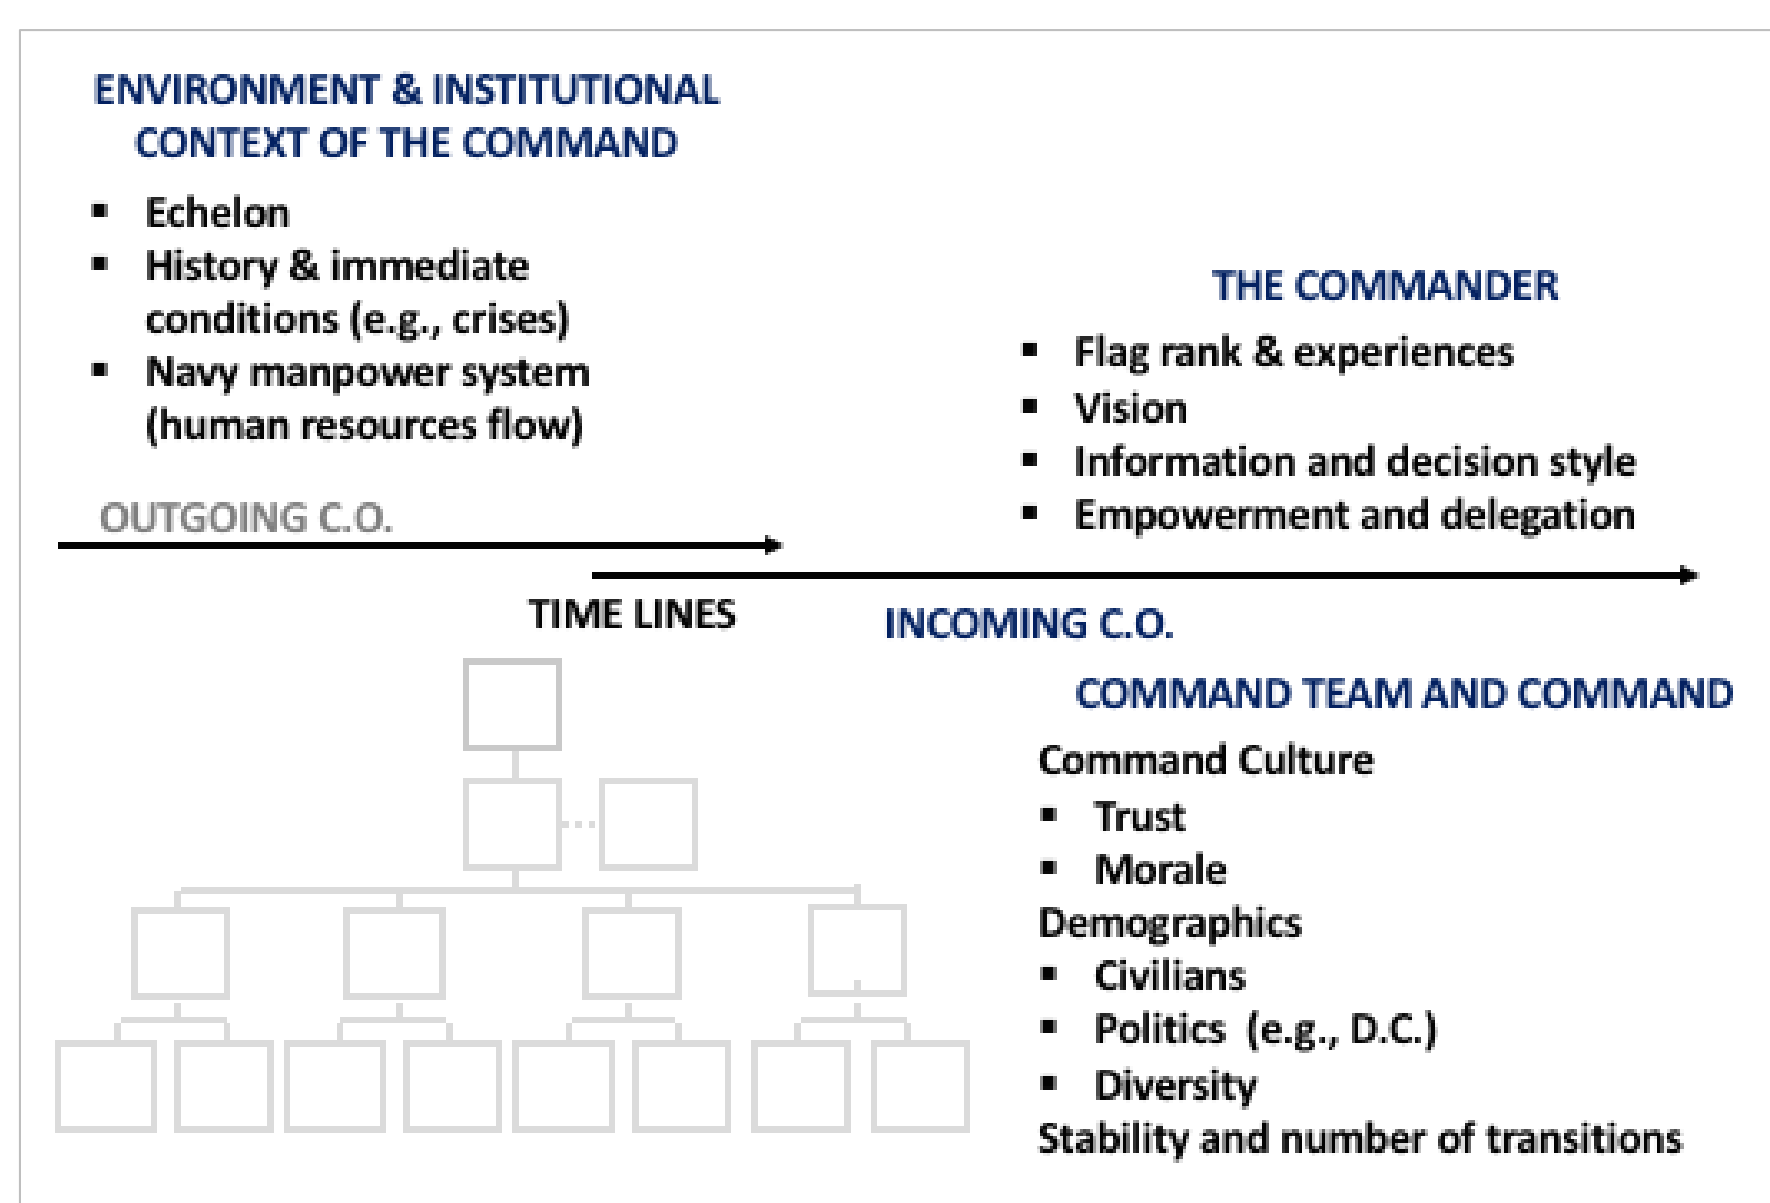 ENVIRONMENT & INSTITUTIONAL
CONTEXT OF THE COMMAND
▪ Echelon
▪ History & immediate
conditions (e.g., crises)
▪ Navy manpower system
(human resources flow)
OUTGOING C.O.
THE COMMANDER
▪ Flag rank & experiences
▪ Vision
▪ Information and decision style
▪ Empowerment and delegation
TIME LINES
INCOMING C.O.
COMMAND TEAM AND COMMAND
Command Culture
▪ Trust
▪ Morale
Demographics
▪ Civilians
▪ Politics (e.g., D.C.)
▪ Diversity
Stability and number of transitions